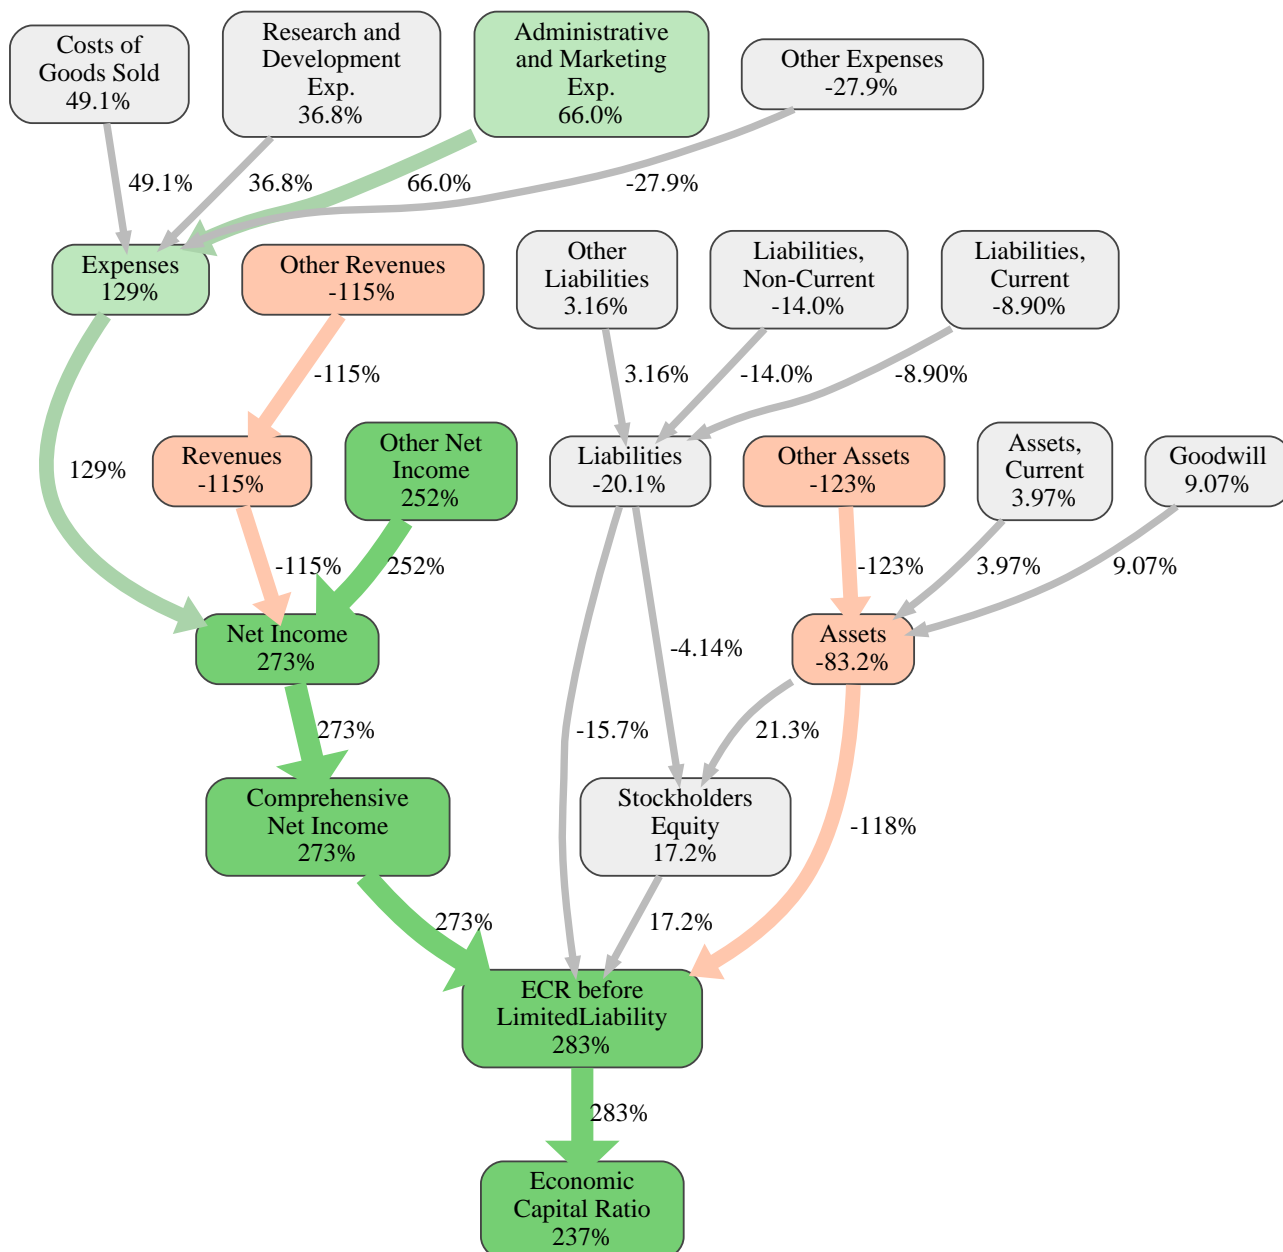 Costs of
Goods Sold
49.1%
Research and
Development
Exp.
36.8%
Administrative
and Marketing
Exp.
66.0%
Other Expenses
-27.9%
49.1%
36.8%
66.0%
-27.9%
Expenses
129%
Other Revenues
-115%
Other
Liabilities
3.16%
Liabilities,
Non-Current
-14.0%
Liabilities,
Current
-8.90%
-115%
3.16%
-14.0%
-8.90%
129%
Revenues
-115%
Other Net
Income
252%
Liabilities
-20.1%
Other Assets
-123%
Assets,
Current
3.97%
Goodwill
9.07%
-115%
252%
-123%
3.97%
9.07%
Net Income
273%
-4.14%
Assets
-83.2%
273%
-15.7%
21.3%
Comprehensive
Net Income
273%
Stockholders
Equity
17.2%
-118%
273%
17.2%
ECR before
LimitedLiability
283%
283%
Economic
Capital Ratio
237%